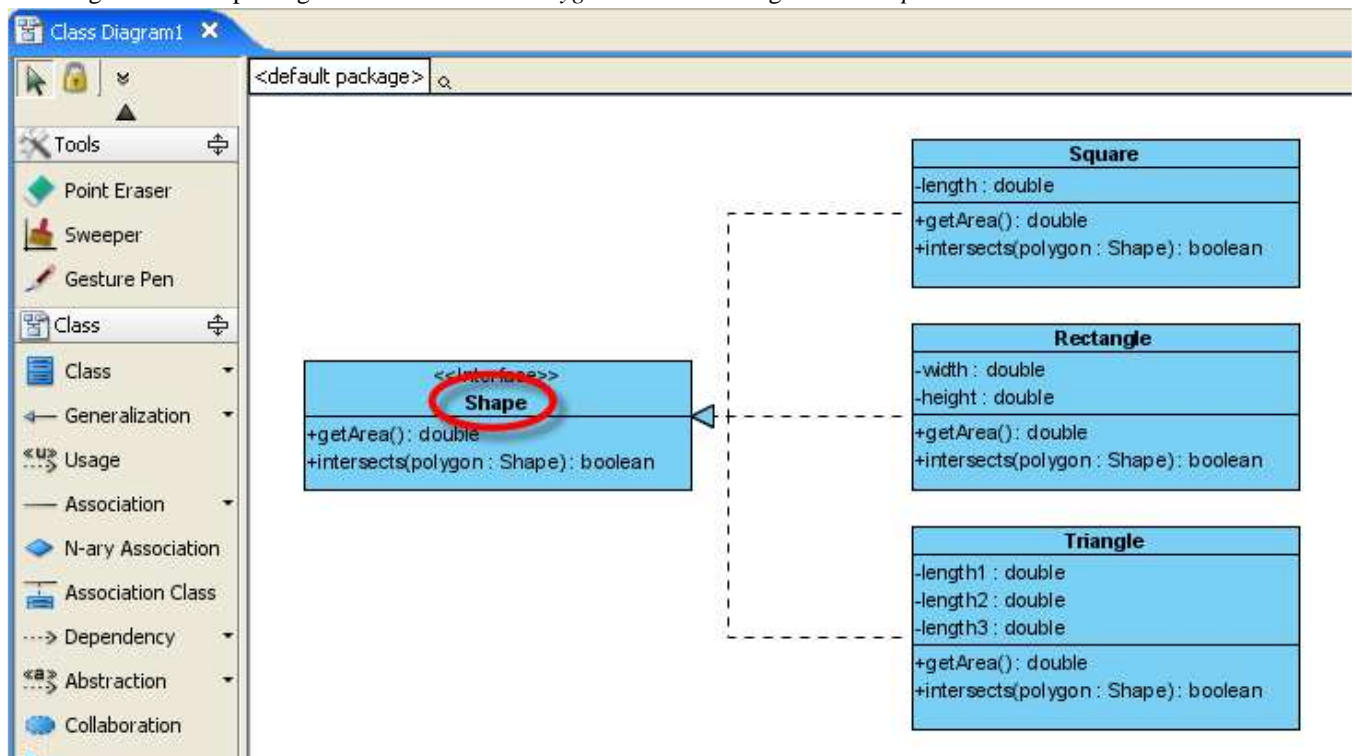 Class Diagram1
<default package>
Tools
Point Eraser
Sweeper
Gesture Pen
Class
Class
Generalization
<<u>> Usage
Association
N-ary Association
Association Class
Dependency
<<a>> Abstraction
Collaboration
<<Interface>>
Shape
+getArea() : double
+intersects(polygon : Shape) : boolean
Square
-length : double
+getArea() : double
+intersects(polygon : Shape) : boolean
Rectangle
-width : double
-height : double
+getArea() : double
+intersects(polygon : Shape) : boolean
Triangle
-length1 : double
-length2 : double
-length3 : double
+getArea() : double
+intersects(polygon : Shape) : boolean